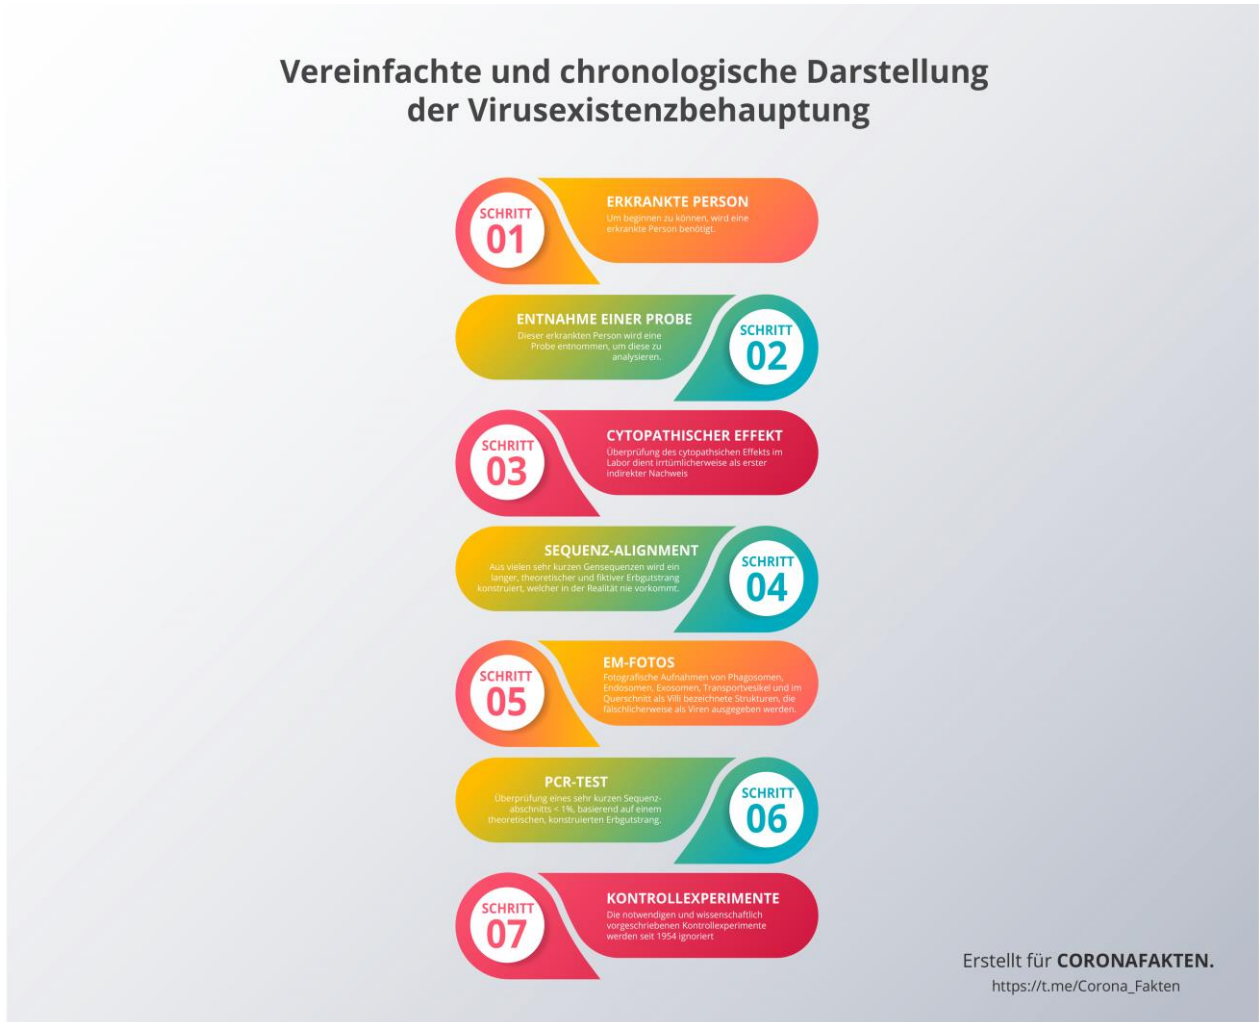 Vereinfachte und chronologische Darstellung
der Virusexistenzbehauptung
SCHRITT
01
ERKRANKTE PERSON
Um beginnen zu können, wird eine
erkrankte Person benötigt.
ENTNAHME EINER PROBE
Dieser erkrankten Person wird eine
Probe entnommen, um diese zu
analysieren.
SCHRITT
02
SCHRITT
03
CYTOPATHISCHER EFFEKT
Überprüfung des cytopathsichen Effekts im
Labor dient irrtümlicherweise als erster
indirekter Nachweis
SEQUENZ-ALIGNMENT
Aus vielen sehr kurzen Gensequenzen wird ein
langer, theoretischer und fiktiver Erbgutstrang
konstruiert, welcher in der Realität nie vorkommt.
SCHRITT
04
SCHRITT
05
EM-FOTOS
Fotografische Aufnahmen von Phagosomen,
Endosomen, Exosomen, Transportvesikel und im
Querschnitt als Villi bezeichnete Strukturen, die
fälschlicherweise als Viren ausgegeben werden.
PCR-TEST
Überprüfung eines sehr kurzen Sequenz-
abschnitts < 1%, basierend auf einem
theoretischen, konstruierten Erbgutstrang.
SCHRITT
06
SCHRITT
07
KONTROLLEXPERIMENTE
Die notwendigen und wissenschaftlich
vorgeschriebenen Kontrollexperimente
werden seit 1954 ignoriert
Erstellt für CORONAFAKTEN.
https://t.me/Corona_Fakten